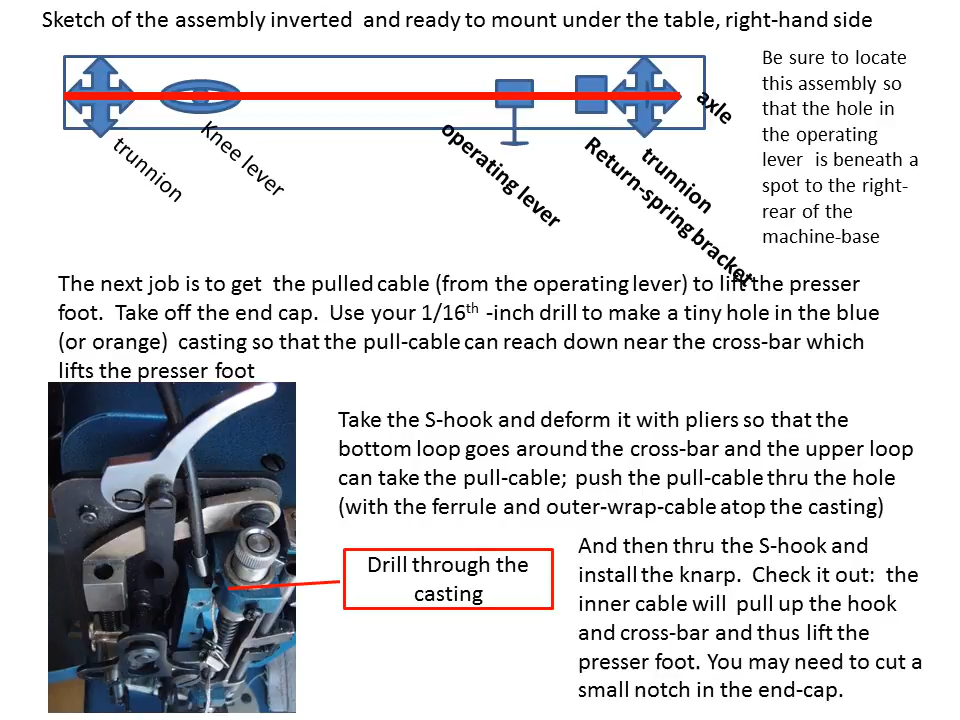 Sketch of the assembly inverted  and ready to mount under the table, right-hand side
Be sure to locate
this assembly so
that the hole in
the operating
lever  is beneath a
spot to the right-
rear of the
machine-base
axle
trunnion
Knee lever
operating lever
trunnion
Return-spring bracket
The next job is to get  the pulled cable (from the operating lever) to lift the presser
foot.  Take off the end cap.  Use your 1/16th -inch drill to make a tiny hole in the blue
(or orange)  casting so that the pull-cable can reach down near the cross-bar which
lifts the presser foot
Take the S-hook and deform it with pliers so that the
bottom loop goes around the cross-bar and the upper loop
can take the pull-cable;  push the pull-cable thru the hole
(with the ferrule and outer-wrap-cable atop the casting)
Drill through the
casting
And then thru the S-hook and
install the knarp.  Check it out:  the
inner cable will  pull up the hook
and cross-bar and thus lift the
presser foot. You may need to cut a
small notch in the end-cap.